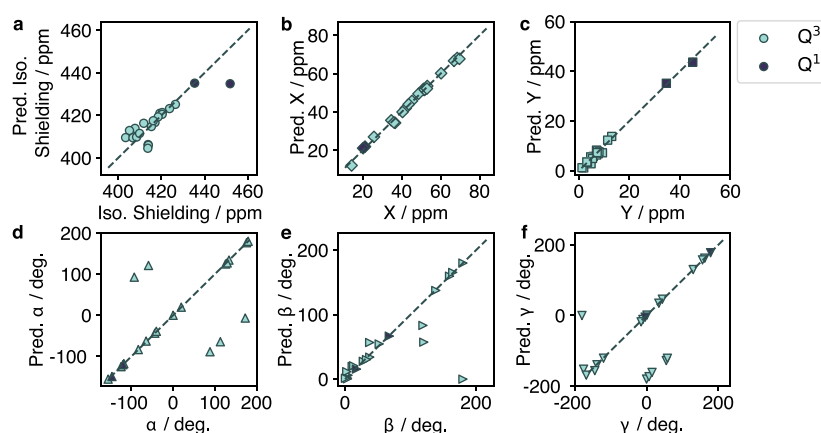 a
460
440
420
400
Pred. Iso.
Shielding / ppm
400 420 440 460
Iso. Shielding / ppm
b
80
60
40
20
Pred. X / ppm
20 40 60 80
X / ppm
c
60
40
20
0
Pred. Y / ppm
0 30 60
Y / ppm
Q³
Q¹
d
200
100
0
-100
Pred. α / deg.
-100 0 100 200
α / deg.
e
200
100
0
Pred. β / deg.
0 100 200
β / deg.
f
200
0
-200
Pred. γ / deg.
-200 0 200
γ / deg.